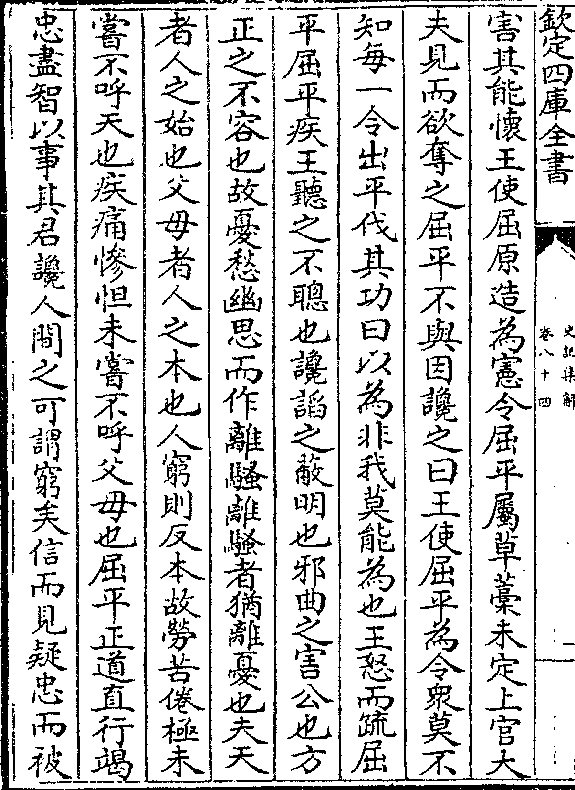 欽定四庫全書
史記集解
卷八十四
害其能懷王使屈原造為憲令屈平屬草藁未定上官大
夫見而欲奪之屈平不與因讒之曰王使屈平為令衆莫不
知每一令出平伐其功曰以為非我莫能為也王怒而疏屈
平屈平疾王聽之不聰也讒謟之蔽明也邪曲之害公也方
正之不容也故憂愁幽思而作離騷離騷者猶離憂也夫天
者人之始也父母者人之本也人窮則反本故勞苦倦極未
嘗不呼天也疾痛慘怛未嘗不呼父母也屈平正道直行竭
忠盡智以事其君讒人間之可謂窮矣信而見疑忠而被